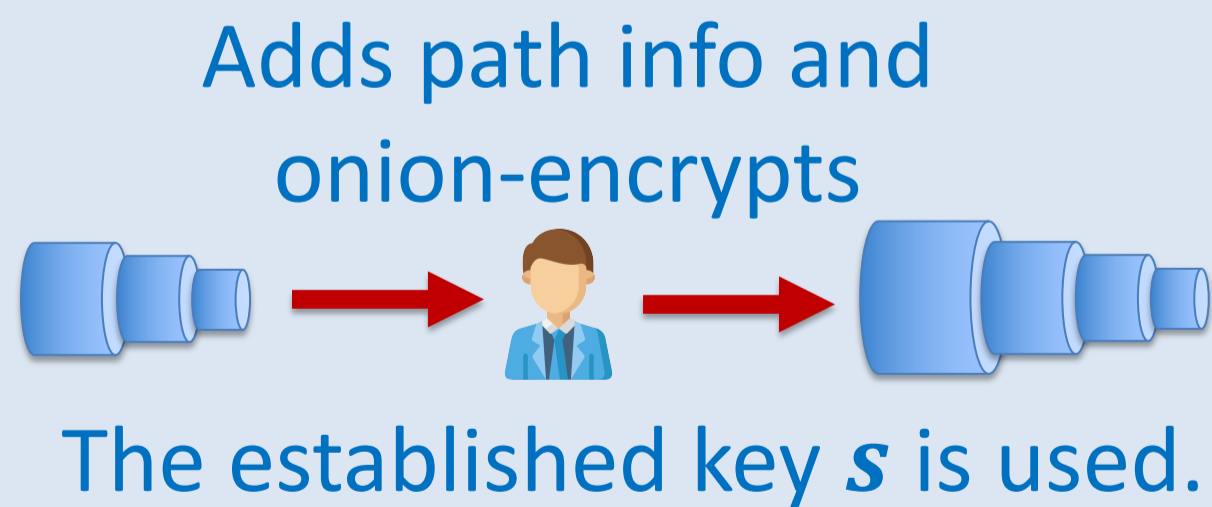 Adds path info and
onion-encrypts
The established key s is used.